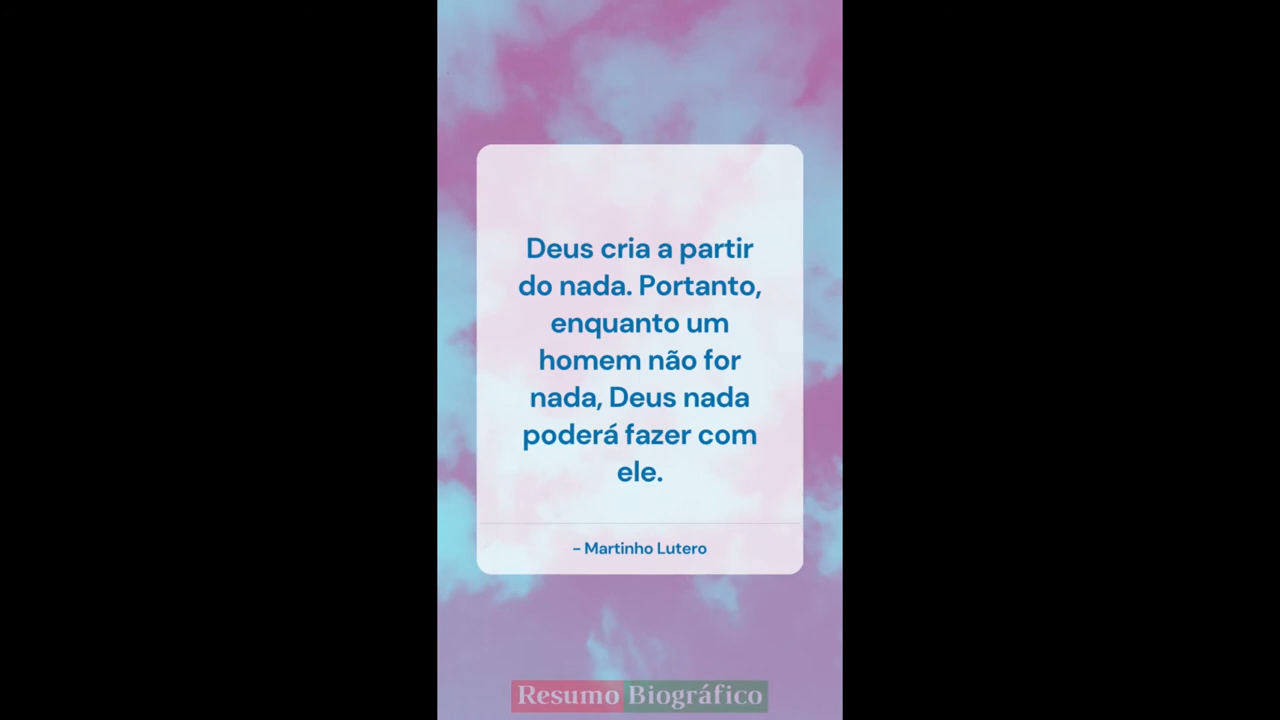 Deus cria a partir
do nada. Portanto,
enquanto um
homem não for
nada, Deus nada
poderá fazer com
ele.
- Martinho Lutero
Resumo Biográfico